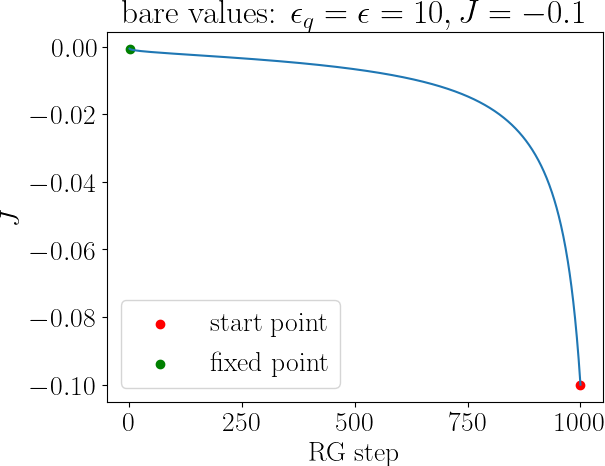 bare values: $\epsilon_q = \epsilon = 10, J = -0.1$
0.00
−0.02
−0.04
−0.06
−0.08
−0.10
J
start point
fixed point
0 250 500 750 1000
RG step